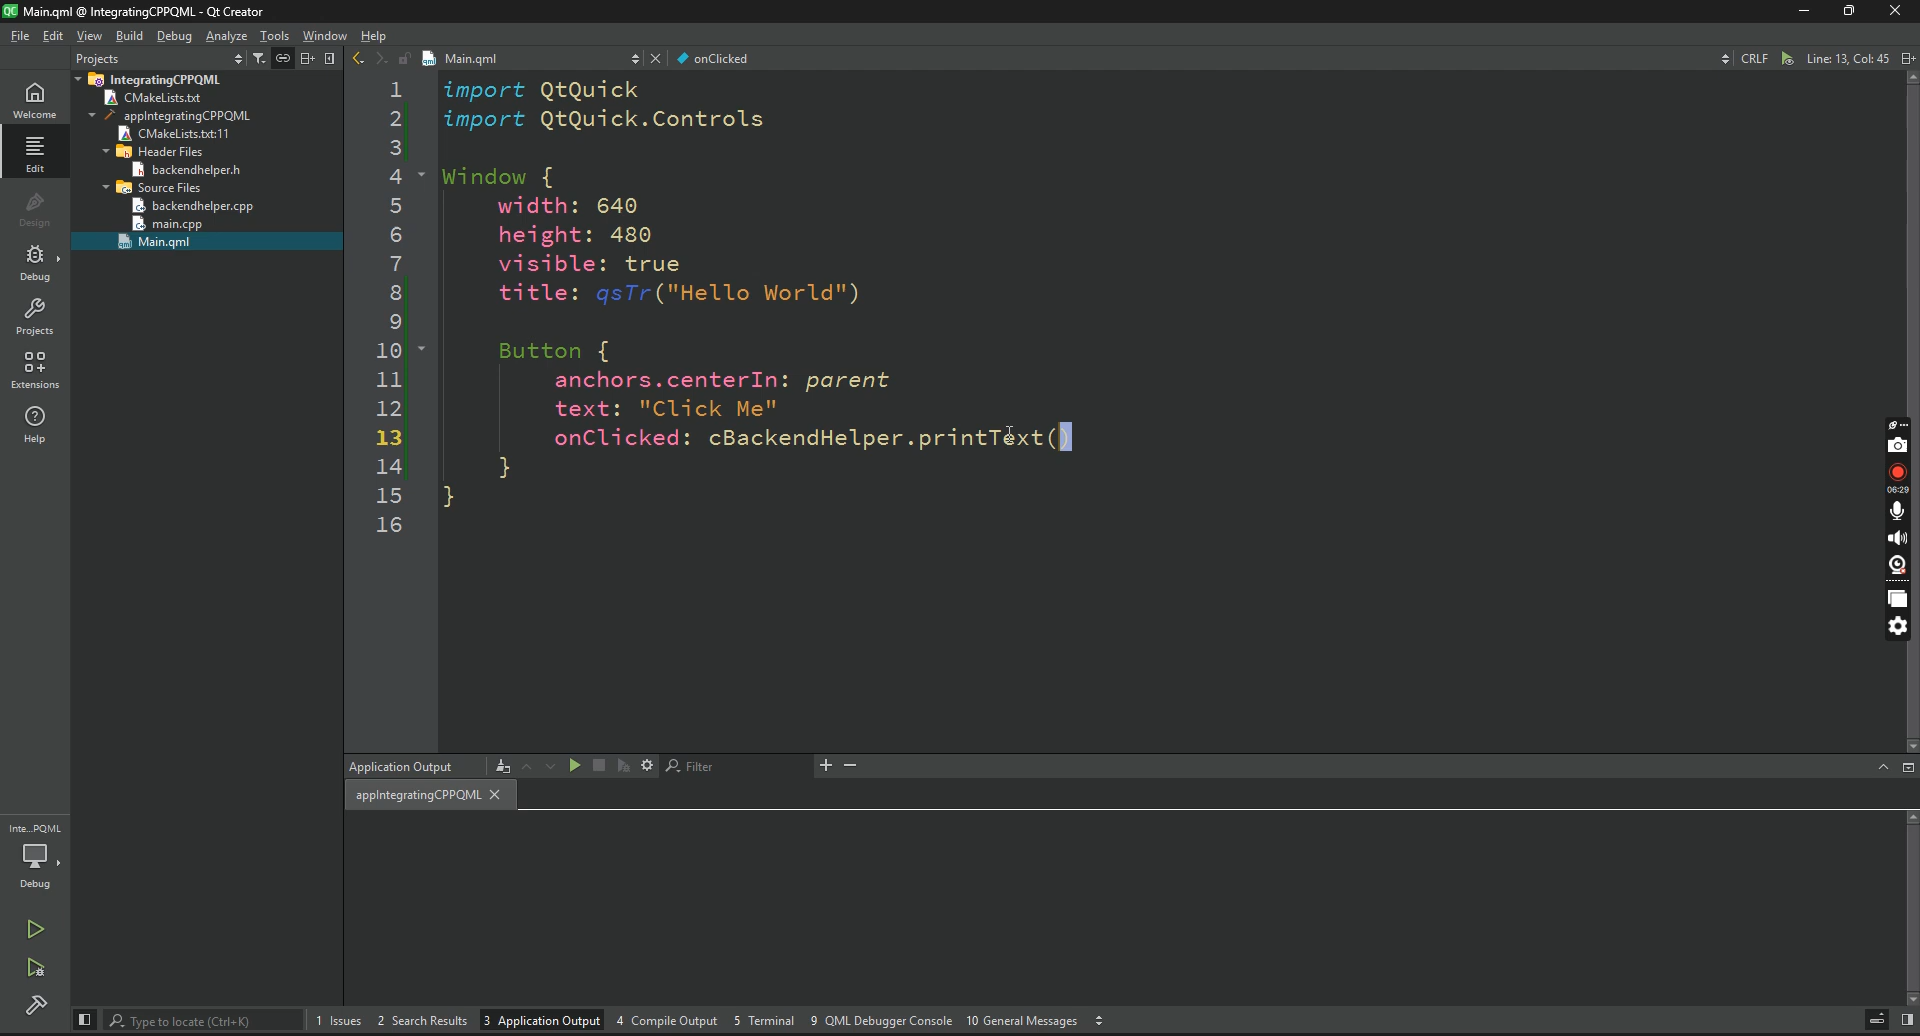 Main.qml @ IntegratingCPPQML - Qt Creator
File Edit View Build Debug Analyze Tools Window Help
Projects
Main.qml
onClicked
CRLF
Line: 13, Col: 45
Welcome
Edit
Design
Debug
Projects
Extensions
Help
IntegratingCPPQML
CMakeLists.txt
appIntegratingCPPQML
CMakeLists.txt:11
Header Files
backendhelper.h
Source Files
backendhelper.cpp
main.cpp
Main.qml
1 import QtQuick
2 import QtQuick.Controls
3
4 Window {
5 width: 640
6 height: 480
7 visible: true
8 title: qsTr("Hello World")
9
10 Button {
11 anchors.centerIn: parent
12 text: "Click Me"
13 onClicked: cBackendHelper.printText()
14 }
15 }
16
06:29
Application Output
Filter
appIntegratingCPPQML
Inte...PQML
Debug
Type to locate (Ctrl+K)
1 Issues 2 Search Results 3 Application Output 4 Compile Output 5 Terminal 9 QML Debugger Console 10 General Messages